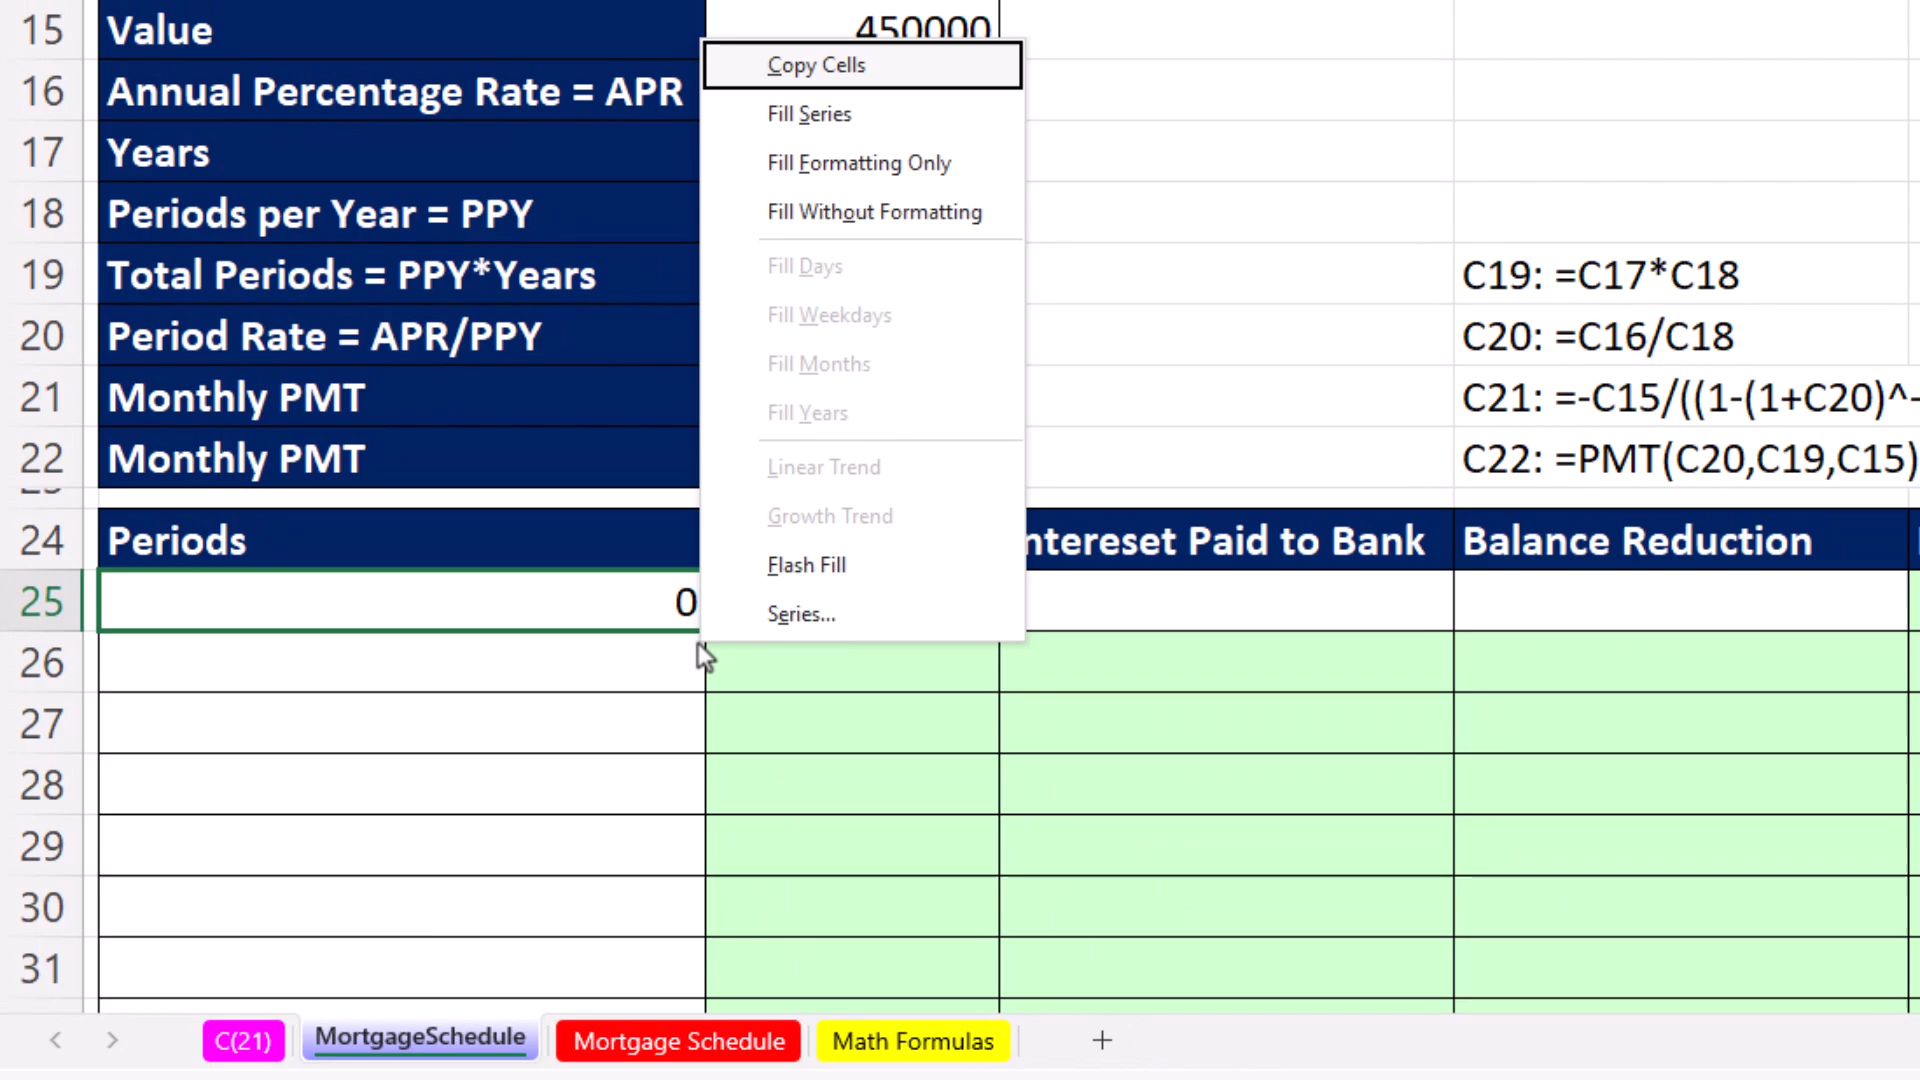 15 Value 450000
16 Annual Percentage Rate = APR
17 Years
18 Periods per Year = PPY
19 Total Periods = PPY*Years C19: =C17*C18
20 Period Rate = APR/PPY C20: =C16/C18
21 Monthly PMT C21: =-C15/((1-(1+C20)^-
22 Monthly PMT C22: =PMT(C20,C19,C15)
Copy Cells
Fill Series
Fill Formatting Only
Fill Without Formatting
Fill Days
Fill Weekdays
Fill Months
Fill Years
Linear Trend
Growth Trend
Flash Fill
Series...
24 Periods ntereset Paid to Bank Balance Reduction
25 0
26
27
28
29
30
31
C(21) MortgageSchedule Mortgage Schedule Math Formulas